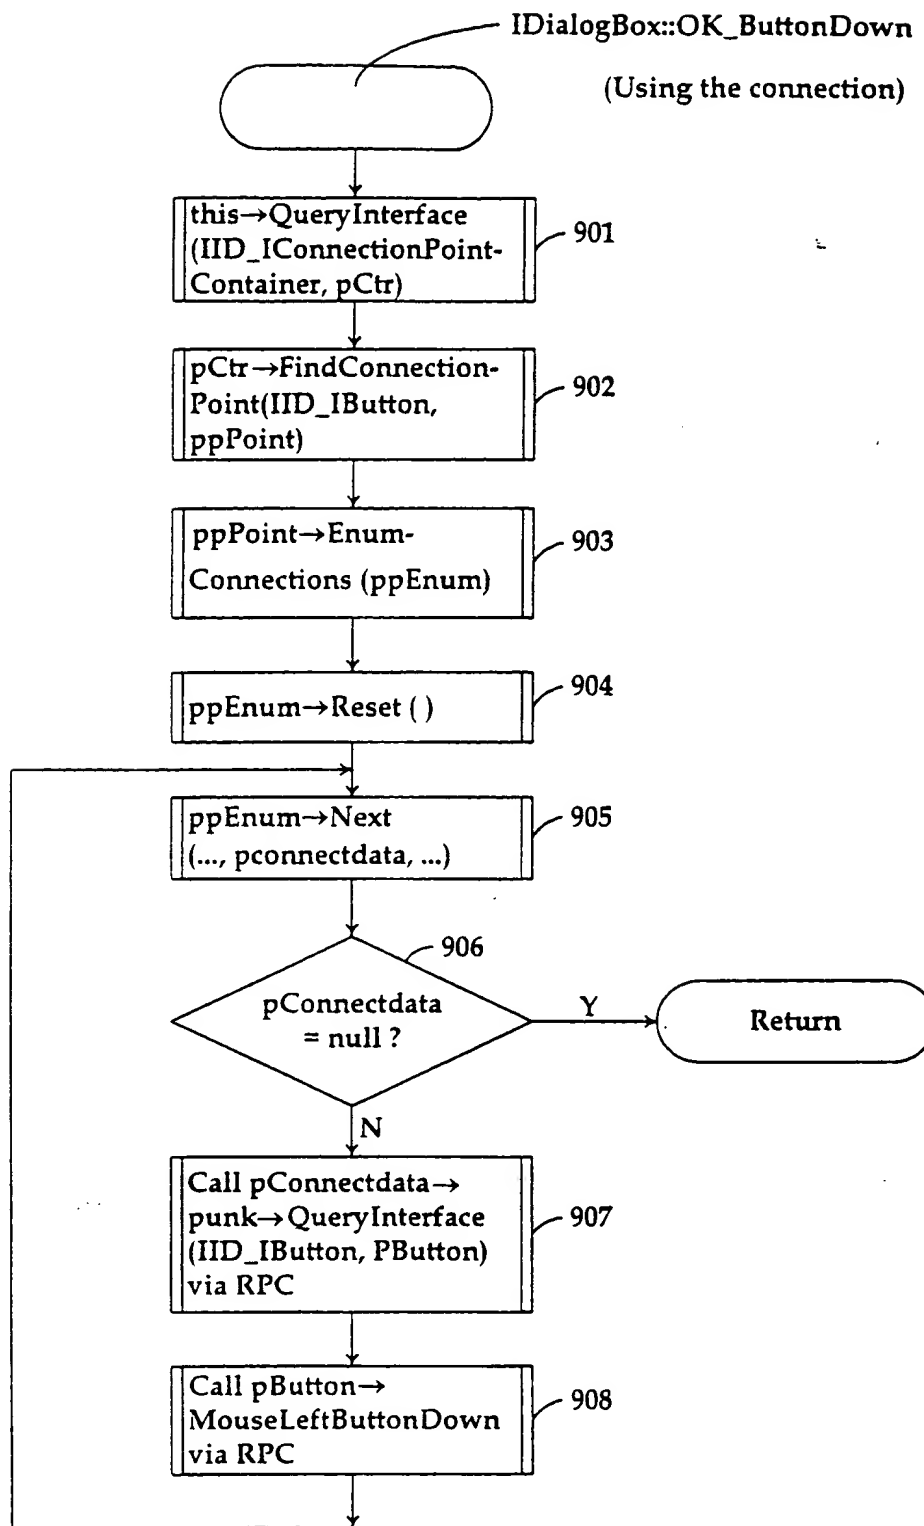 IDialogBox::OK_ButtonDown
(Using the connection)
this→QueryInterface
(IID_IConnectionPoint-
Container, pCtr)
901
pCtr→FindConnection-
Point(IID_IButton,
ppPoint)
902
ppPoint→Enum-
Connections (ppEnum)
903
ppEnum→Reset ( )
904
ppEnum→Next
(..., pconnectdata, ...)
905
906
pConnectdata
= null ?
Y
Return
N
Call pConnectdata→
punk→QueryInterface
(IID_IButton, PButton)
via RPC
907
Call pButton→
MouseLeftButtonDown
via RPC
908